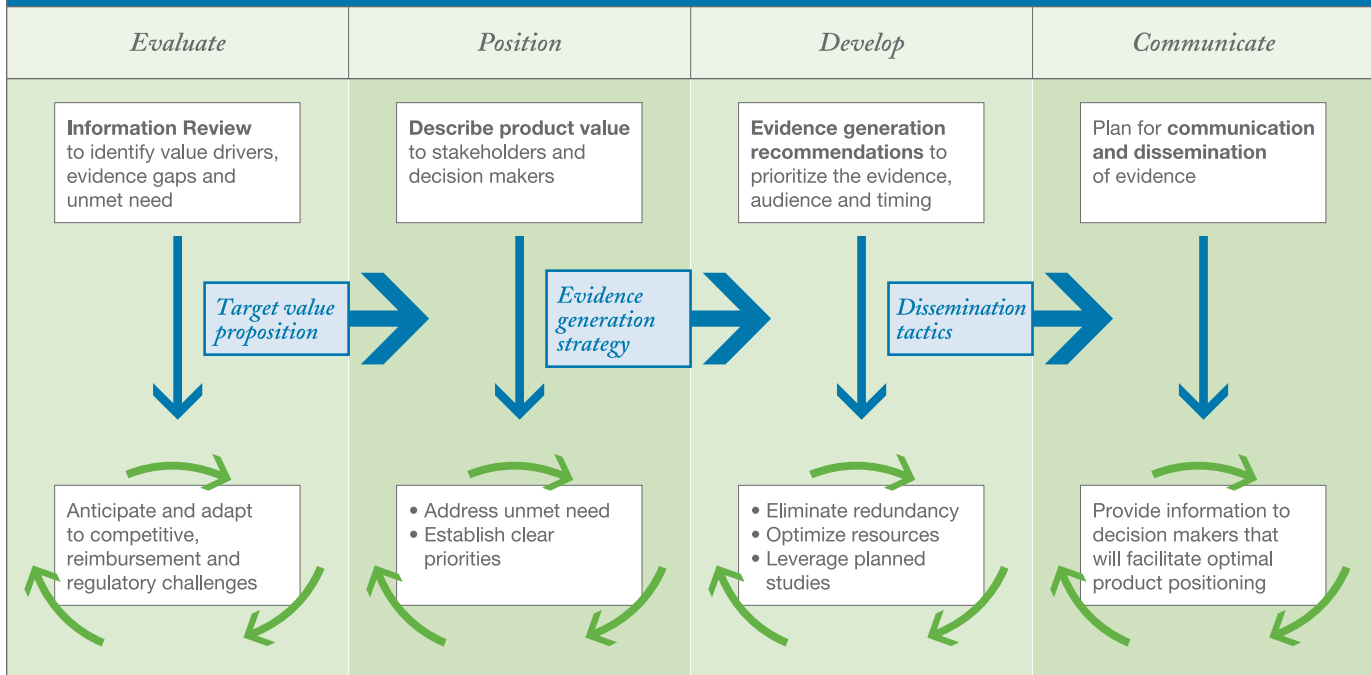 Evaluate
Position
Develop
Communicate
Information Review
to identify value drivers,
evidence gaps and
unmet need
Describe product value
to stakeholders and
decision makers
Evidence generation
recommendations to
prioritize the evidence,
audience and timing
Plan for communication
and dissemination
of evidence
Target value
proposition
Evidence
generation
strategy
Dissemination
tactics
Anticipate and adapt
to competitive,
reimbursement and
regulatory challenges
• Address unmet need
• Establish clear
priorities
• Eliminate redundancy
• Optimize resources
• Leverage planned
studies
Provide information to
decision makers that
will facilitate optimal
product positioning